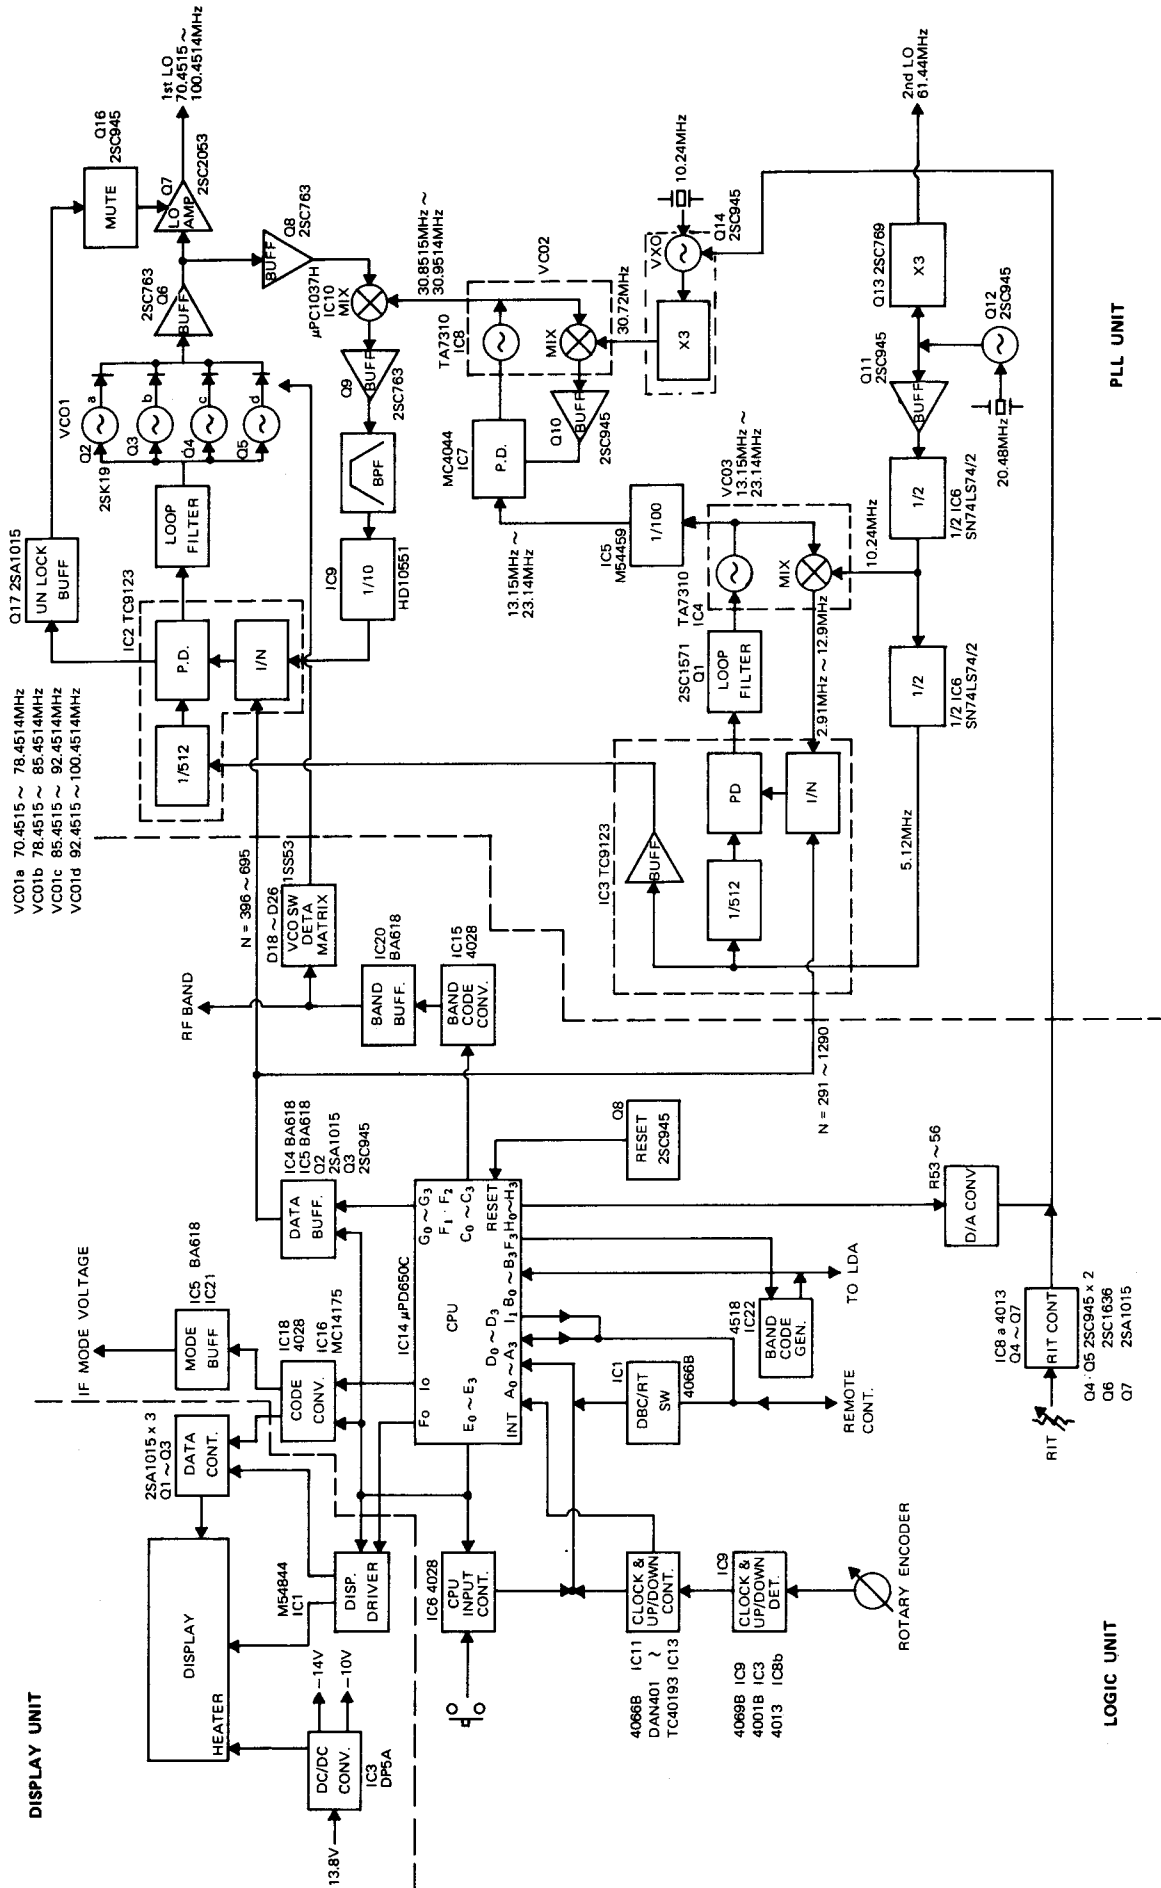 DISPLAY UNIT
LOGIC UNIT
PLL UNIT
13.8V
DC/DC
CONV.
IC3
DP5A
−14V
−10V
HEATER
DISPLAY
M54844
IC1
DISP.
DRIVER
2SA1015 x 3
Q1 ~ Q3
DATA
CONT.
IF MODE VOLTAGE
MODE
BUFF
IC5 BA618
IC21
CODE
CONV.
IC18
4028
IC16
MC14175
DATA
BUFF.
IC4 BA618
IC5 BA618
Q2
2SA1015
Q3
2SC945
IC14 μPD650C
CPU
Fo
Io
G0 ~ G3
F1 · F2
C0 ~ C3
E0 ~ E3
RESET
INT
A0 ~ A3
D0 ~ D3
I1
B0 ~ B3
F3
H0 ~ H3
IC6 4028
CPU
INPUT
CONT.
CLOCK &
UP/DOWN
CONT.
4066B IC11
DAN401 ~
TC40193 IC13
IC9
CLOCK &
UP/DOWN
DET.
4069B IC9
4001B IC3
4013 IC8b
ROTARY ENCODER
IC1
DBC/RT
SW
4066B
REMOTE
CONT.
4518
IC22
BAND
CODE
GEN.
TO LDA
Q8
RESET
2SC945
RIT
RIT CONT
IC8 a 4013
Q4 ~ Q7
Q4 · Q5 2SC945 x 2
Q6 2SC1636
Q7 2SA1015
R53 ~ 56
D/A CONV
RF BAND
BAND
BUFF.
IC20
BA618
BAND
CODE
CONV.
IC15
4028
VCO SW
DETA
MATRIX
D18 ~ D26
1SS53
N = 396 ~ 695
N = 291 ~ 1290
VC01a 70.4515 ~ 78.4514MHz
VC01b 78.4515 ~ 85.4514MHz
VC01c 85.4515 ~ 92.4514MHz
VC01d 92.4515 ~ 100.4514MHz
Q17 2SA1015
UN LOCK
BUFF
IC2 TC9123
1/512
P.D.
I/N
LOOP
FILTER
VCO1
2SK19
Q2
Q3
Q4
Q5
a
b
c
d
BUFF
Q6
2SC763
MUTE
Q16
2SC945
LO
AMP
Q7
2SC2053
1st LO
70.4515 ~
100.4514MHz
BUFF
Q8
2SC763
μPC1037H
IC10
MIX
Q9
BUFF
2SC763
BPF
IC9
1/10
HD10551
30.8515MHz ~
30.9514MHz
VC02
TA7310
IC8
MIX
MC4044
IC7
P.D.
Q10
BUFF
2SC945
30.72MHz
X3
VXO
Q14
2SC945
10.24MHz
13.15MHz ~
23.14MHz
IC5
M54459
1/100
VC03
13.15MHz ~
23.14MHz
TA7310
IC4
MIX
10.24MHz
2SC1571
Q1
LOOP
FILTER
2.91MHz ~ 12.9MHz
IC3 TC9123
BUFF
1/512
PD
I/N
5.12MHz
1/2
1/2 IC6
SN74LS74/2
1/2
1/2 IC6
SN74LS74/2
Q11
2SC945
BUFF
Q12
2SC945
20.48MHz
Q13 2SC769
X3
2nd LO
61.44MHz